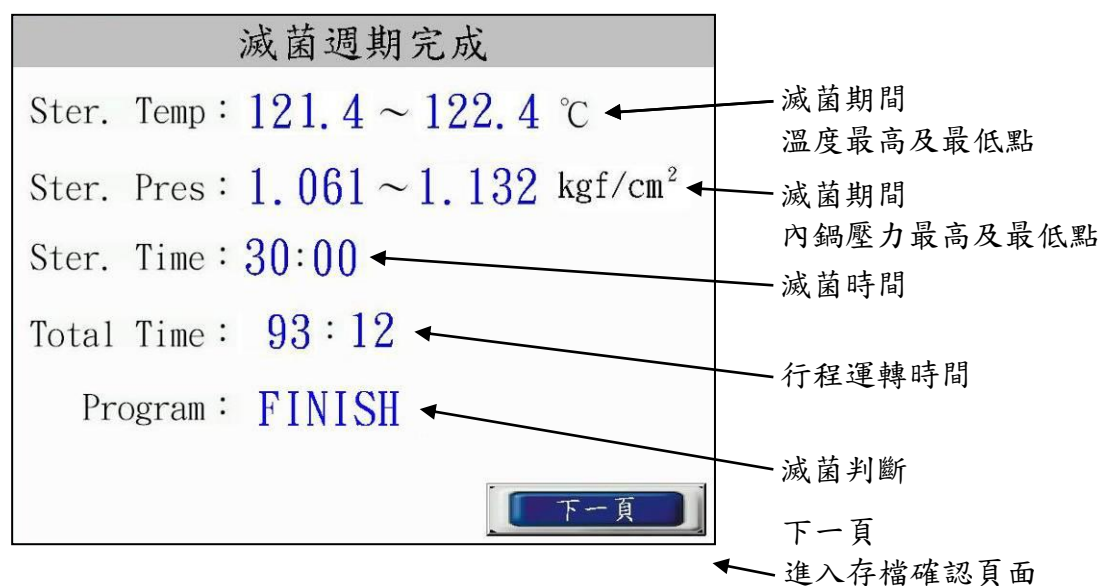 滅菌週期完成
Ster. Temp：121.4～122.4 ℃
滅菌期間
溫度最高及最低點
Ster. Pres：1.061～1.132 kgf/cm²
滅菌期間
內鍋壓力最高及最低點
Ster. Time：30:00
滅菌時間
Total Time： 93：12
行程運轉時間
Program： FINISH
滅菌判斷
下一頁
下一頁
進入存檔確認頁面